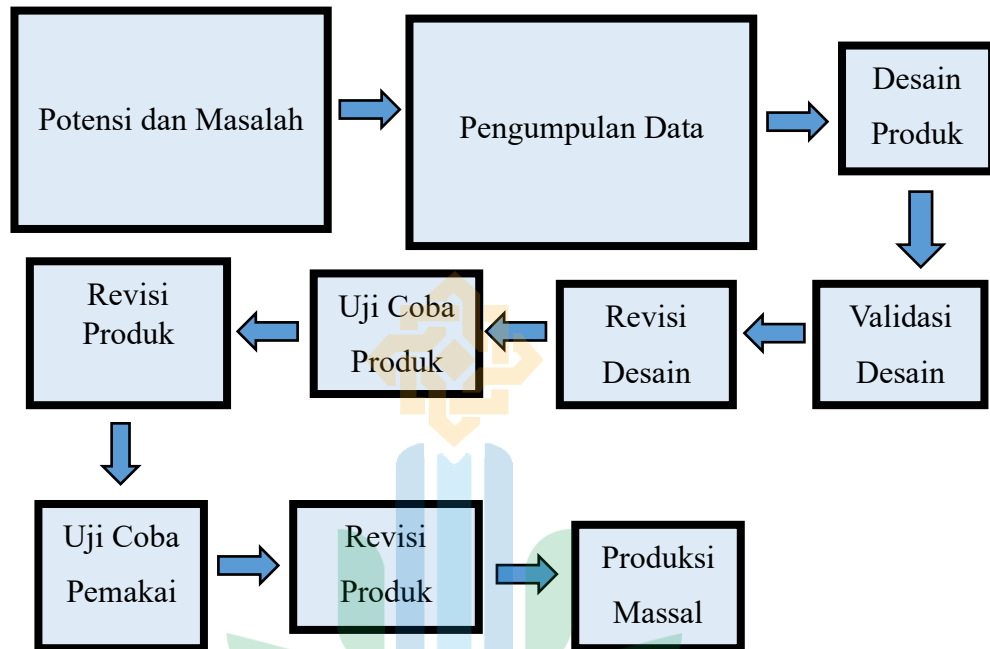 Potensi dan Masalah
Pengumpulan Data
Desain
Produk
Validasi
Desain
Revisi
Desain
Uji Coba
Produk
Revisi
Produk
Uji Coba
Pemakai
Revisi
Produk
Produksi
Massal